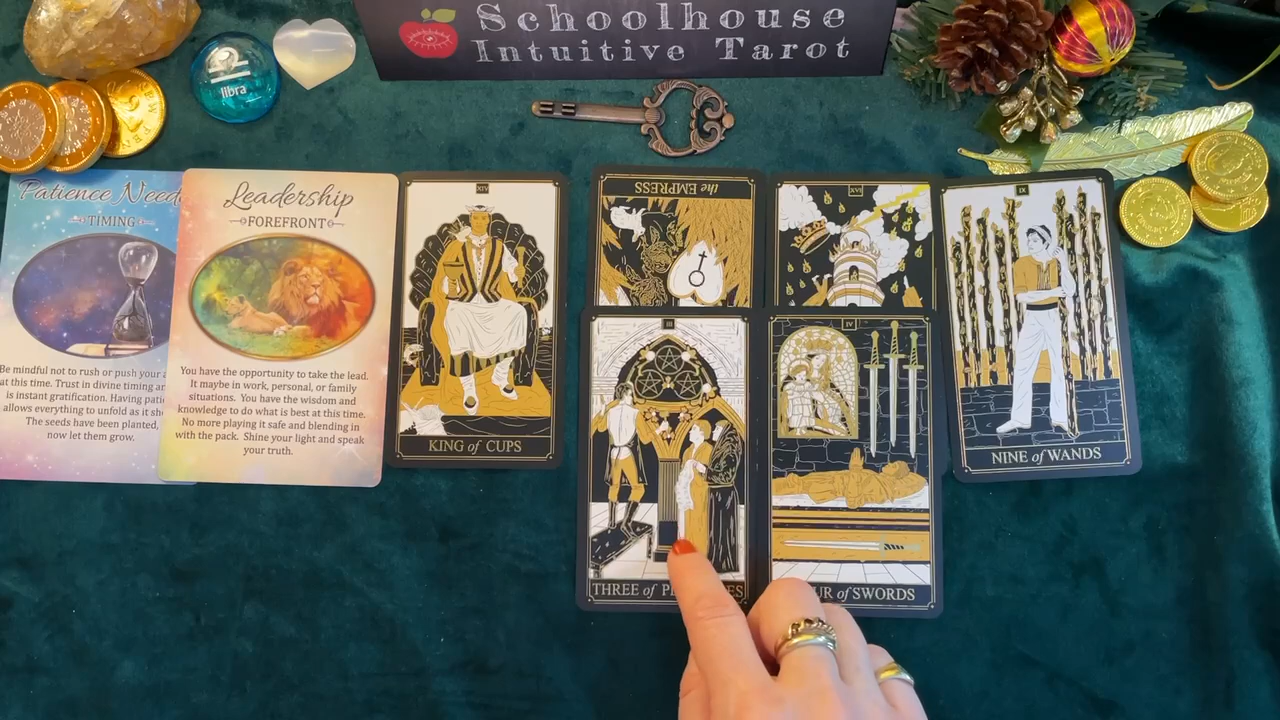 Schoolhouse
Intuitive Tarot
libra
Patience Need
TIMING
Be mindful not to rush or push your a
at this time. Trust in divine timing an
is instant gratification. Having patie
allows everything to unfold as it sh
The seeds have been planted,
now let them grow.
Leadership
FOREFRONT
You have the opportunity to take the lead.
It maybe in work, personal, or family
situations. You have the wisdom and
knowledge to do what is best at this time.
No more playing it safe and blending in
with the pack. Shine your light and speak
your truth.
XIV
KING of CUPS
the EMPRESS
XVI
IX
NINE of WANDS
III
THREE of P ES
IV
UR of SWORDS